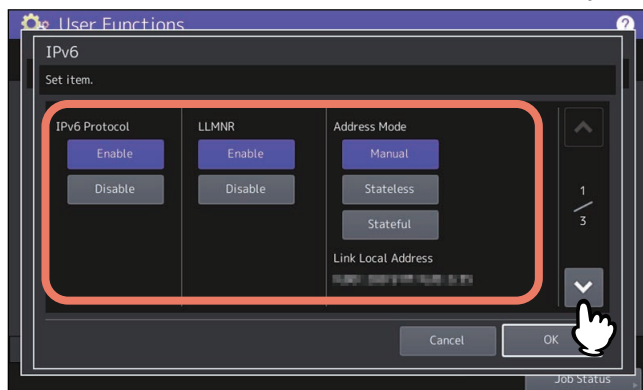 User Functions
?
IPv6
Set item.
IPv6 Protocol
LLMNR
Address Mode
Enable
Enable
Manual
Disable
Disable
Stateless
Stateful
1
3
Link Local Address
Cancel
OK
Job Status